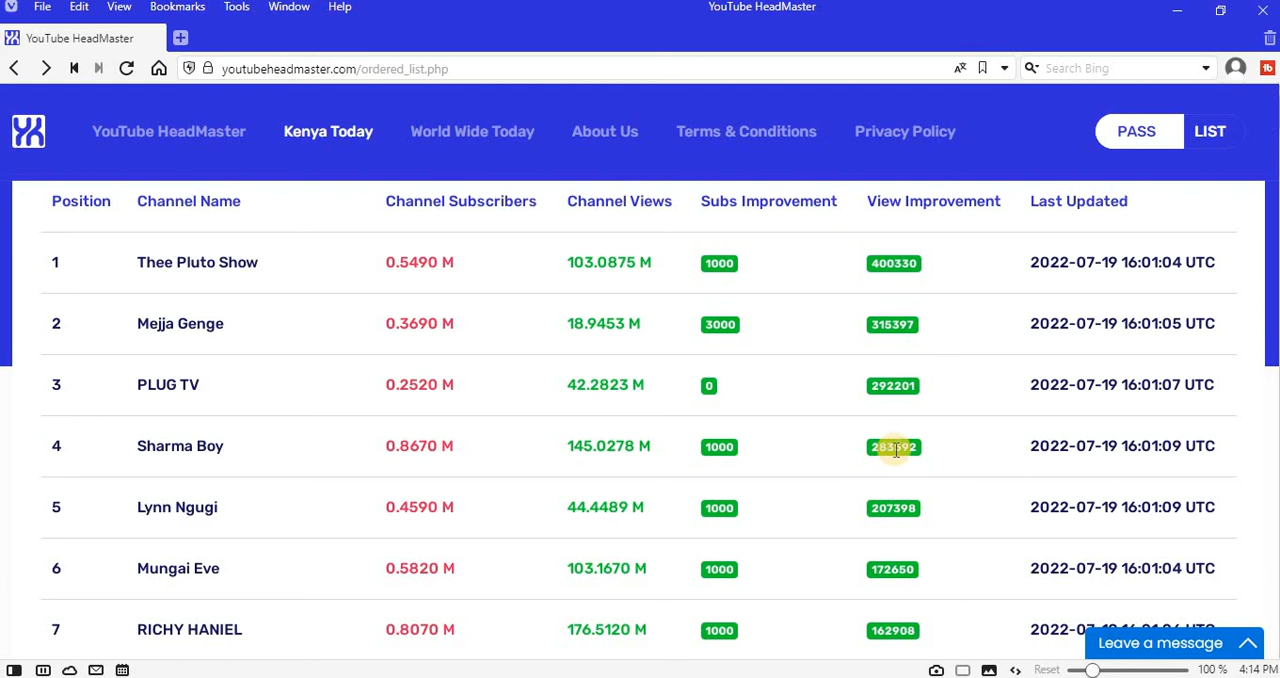 File Edit View Bookmarks Tools Window Help YouTube HeadMaster
YouTube HeadMaster
youtubeheadmaster.com/ordered_list.php Search Bing
YouTube HeadMaster Kenya Today World Wide Today About Us Terms & Conditions Privacy Policy PASS LIST
Position Channel Name Channel Subscribers Channel Views Subs Improvement View Improvement Last Updated
1 Thee Pluto Show 0.5490 M 103.0875 M 1000 400330 2022-07-19 16:01:04 UTC
2 Mejja Genge 0.3690 M 18.9453 M 3000 315397 2022-07-19 16:01:05 UTC
3 PLUG TV 0.2520 M 42.2823 M 0 292201 2022-07-19 16:01:07 UTC
4 Sharma Boy 0.8670 M 145.0278 M 1000 2022-07-19 16:01:09 UTC
5 Lynn Ngugi 0.4590 M 44.4489 M 1000 207398 2022-07-19 16:01:09 UTC
6 Mungai Eve 0.5820 M 103.1670 M 1000 172650 2022-07-19 16:01:04 UTC
7 RICHY HANIEL 0.8070 M 176.5120 M 1000 162908
Leave a message
Reset 100 % 4:14 PM